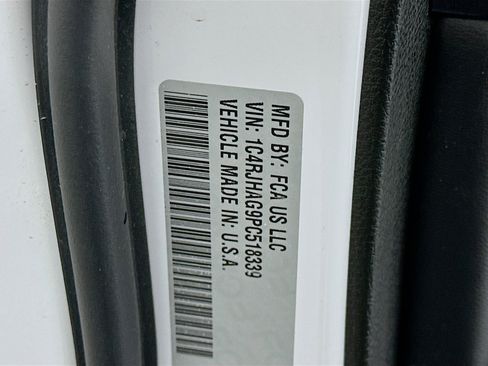 MFD BY: FCA US LLC
VIN: 1C4RJHAG9PC518339
VEHICLE MADE IN: U.S.A.